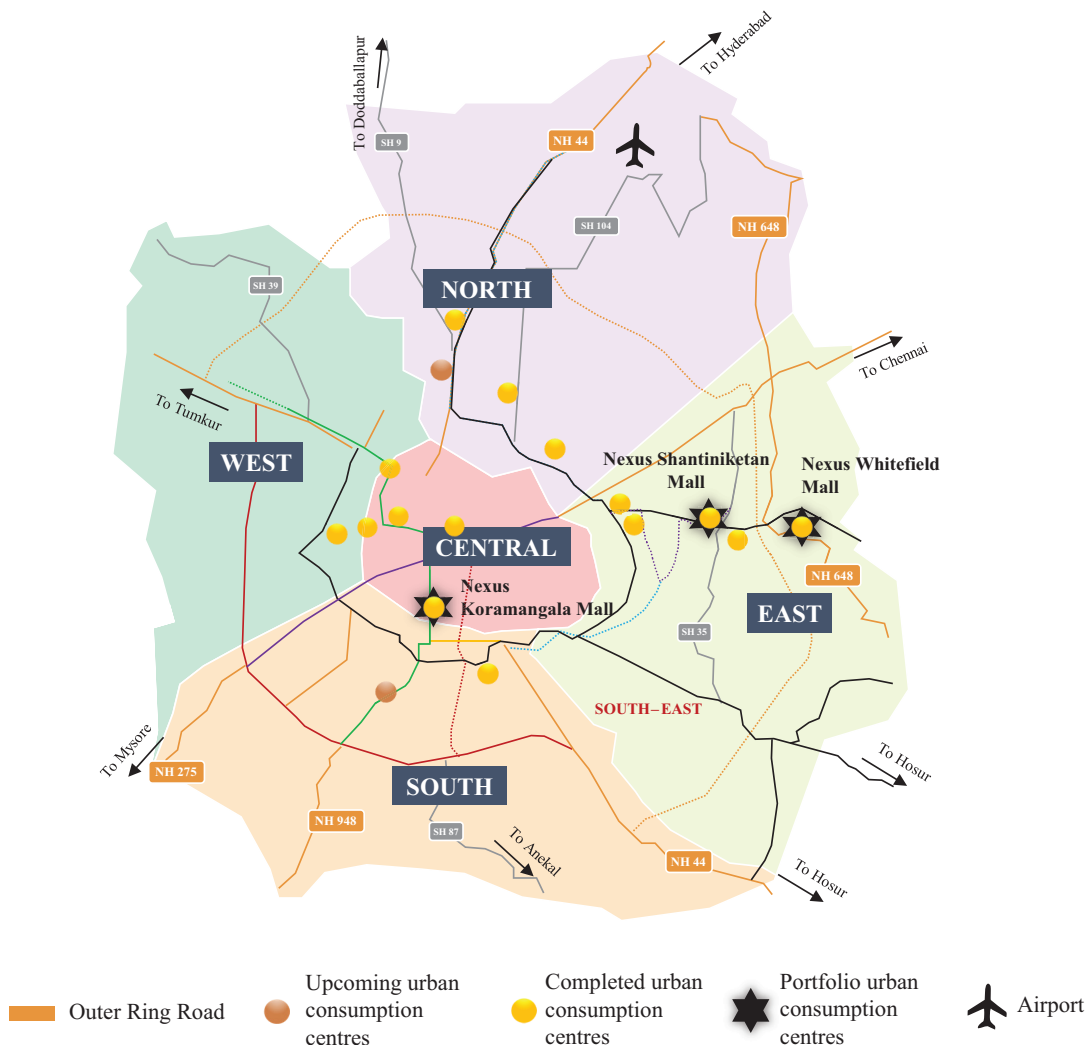 To Hyderabad
To Doddaballapur
SH 9
NH 44
SH 104
NH 648
SH 39
NORTH
To Chennai
To Tumkur
WEST
Nexus Shantiniketan
Mall
Nexus Whitefield
Mall
CENTRAL
Nexus
Koramangala Mall
NH 648
EAST
SH 35
SOUTH–EAST
To Mysore
NH 275
To Hosur
SOUTH
NH 948
SH 87
To Anekal
NH 44
To Hosur
Outer Ring Road
Upcoming urban
consumption
centres
Completed urban
consumption
centres
Portfolio urban
consumption
centres
Airport